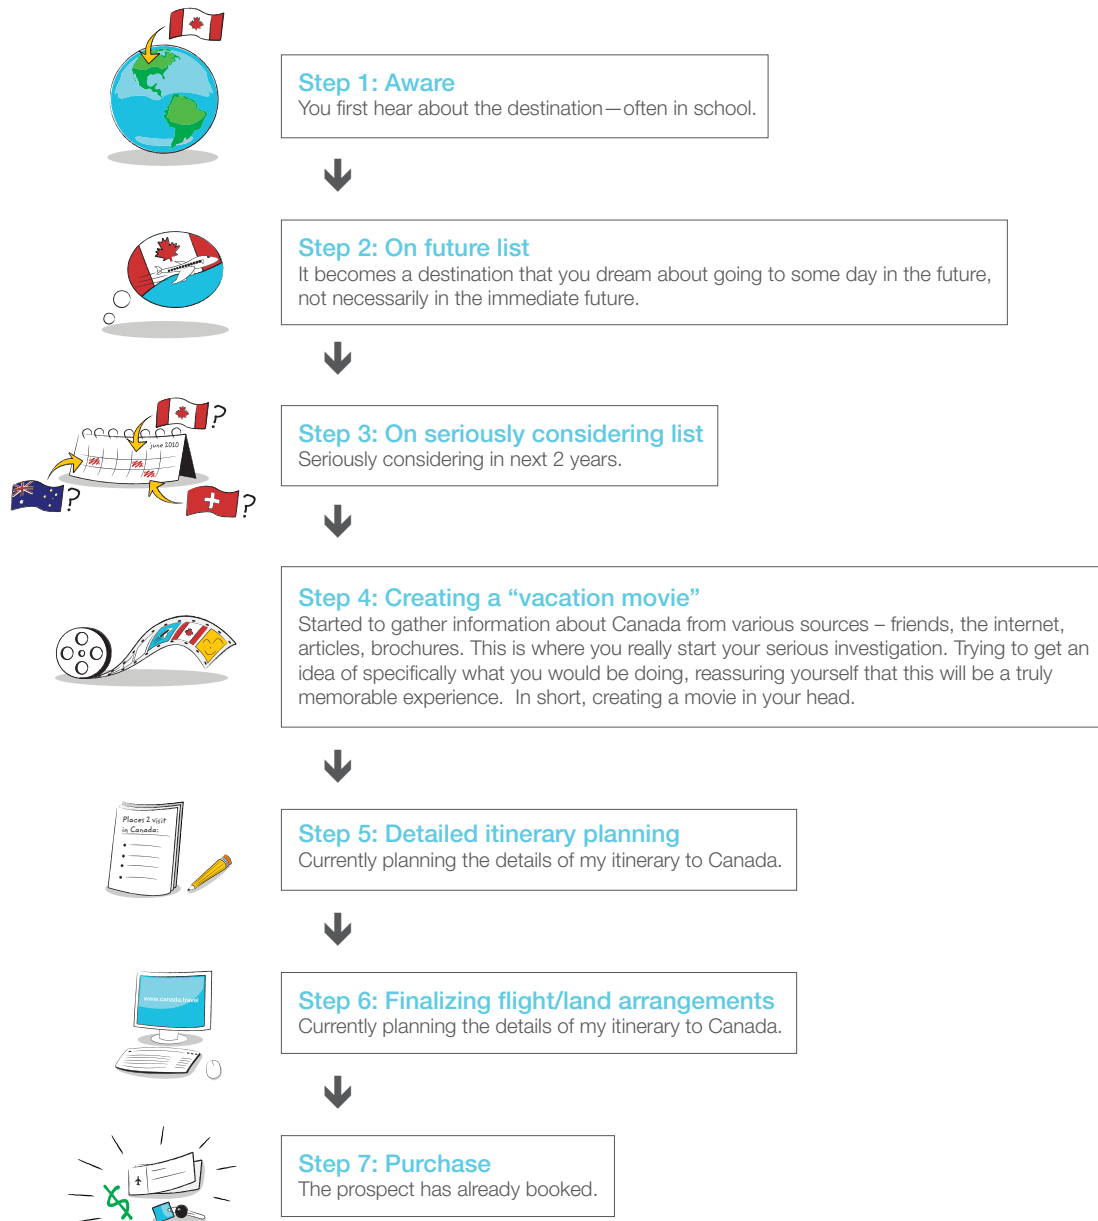 Step 1: Aware
You first hear about the destination—often in school.
Step 2: On future list
It becomes a destination that you dream about going to some day in the future,
not necessarily in the immediate future.
?
june 2010
?
?
Step 3: On seriously considering list
Seriously considering in next 2 years.
Step 4: Creating a “vacation movie”
Started to gather information about Canada from various sources – friends, the internet,
articles, brochures. This is where you really start your serious investigation. Trying to get an
idea of specifically what you would be doing, reassuring yourself that this will be a truly
memorable experience.  In short, creating a movie in your head.
Places 2 visit
in Canada:
Step 5: Detailed itinerary planning
Currently planning the details of my itinerary to Canada.
www.canada.travel
Step 6: Finalizing flight/land arrangements
Currently planning the details of my itinerary to Canada.
$
Step 7: Purchase
The prospect has already booked.